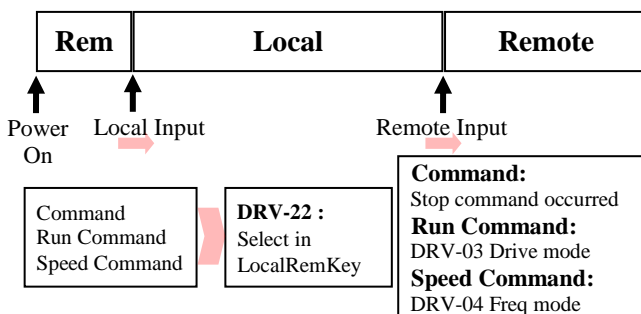 Rem Local Remote
Power On
Local Input
Remote Input
Command
Run Command
Speed Command
DRV-22 :
Select in
LocalRemKey
Command:
Stop command occurred
Run Command:
DRV-03 Drive mode
Speed Command:
DRV-04 Freq mode